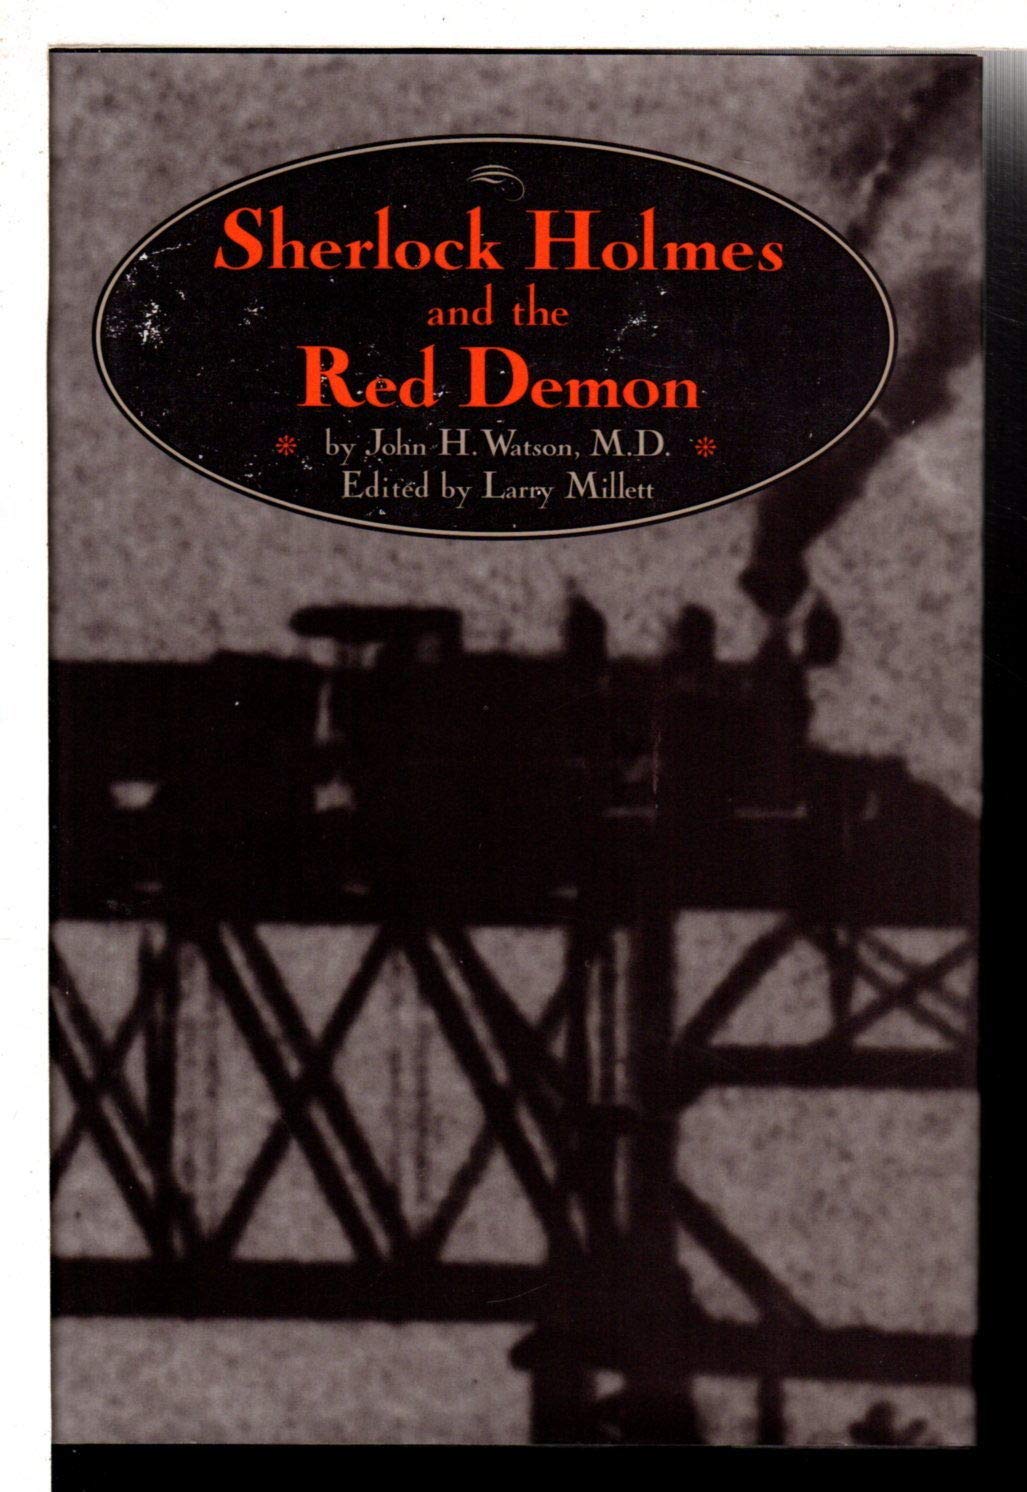 Sherlock Holmes
and the
Red Demon
by John H. Watson, M.D.
Edited by Larry Millett